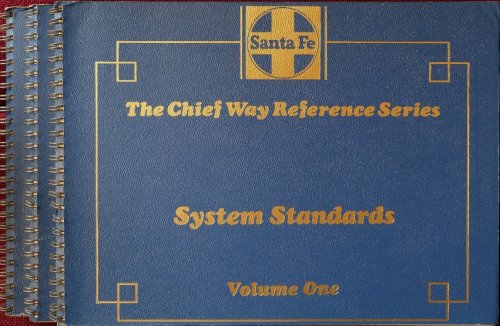 Santa Fe
The Chief Way Reference Series
System Standards
Volume One